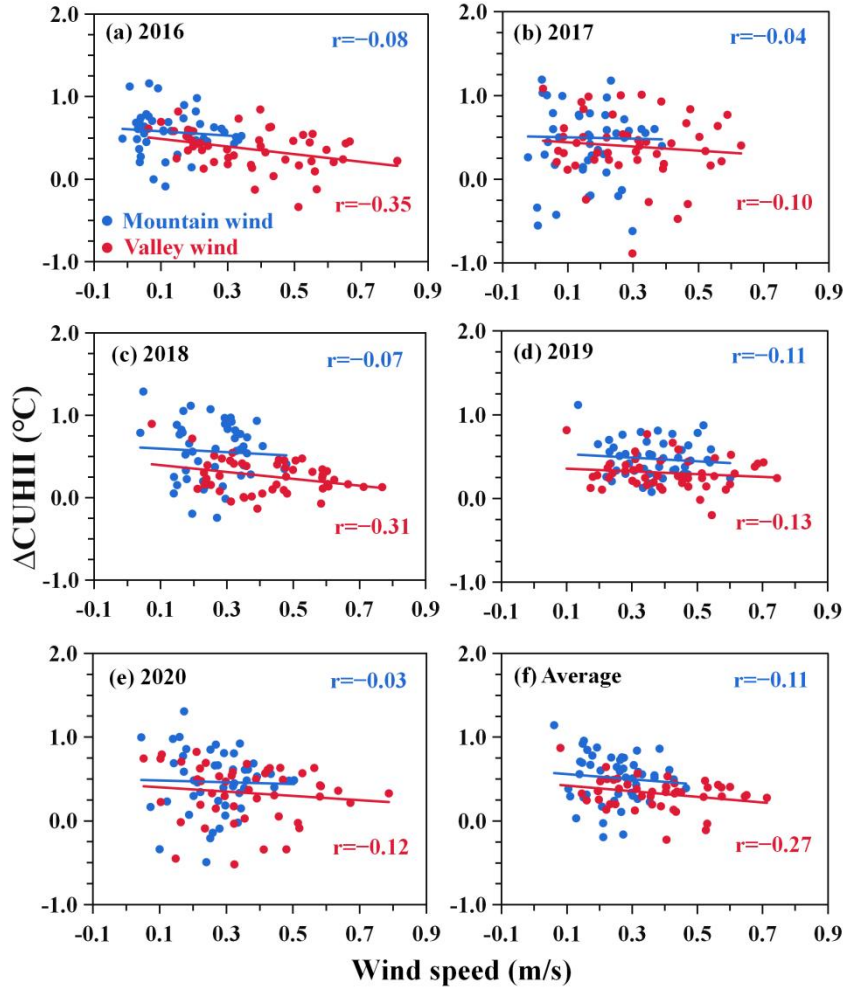 (a) 2016
r=−0.08
2.0
1.0
0.0
-1.0
Mountain wind
Valley wind
r=−0.35
-0.1 0.1 0.3 0.5 0.7 0.9
(b) 2017
r=−0.04
2.0
1.0
0.0
-1.0
r=−0.10
-0.1 0.1 0.3 0.5 0.7 0.9
(c) 2018
r=−0.07
2.0
1.0
0.0
-1.0
r=−0.31
-0.1 0.1 0.3 0.5 0.7 0.9
(d) 2019
r=−0.11
2.0
1.0
0.0
-1.0
r=−0.13
-0.1 0.1 0.3 0.5 0.7 0.9
(e) 2020
r=−0.03
2.0
1.0
0.0
-1.0
r=−0.12
-0.1 0.1 0.3 0.5 0.7 0.9
(f) Average
r=−0.11
2.0
1.0
0.0
-1.0
r=−0.27
-0.1 0.1 0.3 0.5 0.7 0.9
ΔCUHII (℃)
Wind speed (m/s)